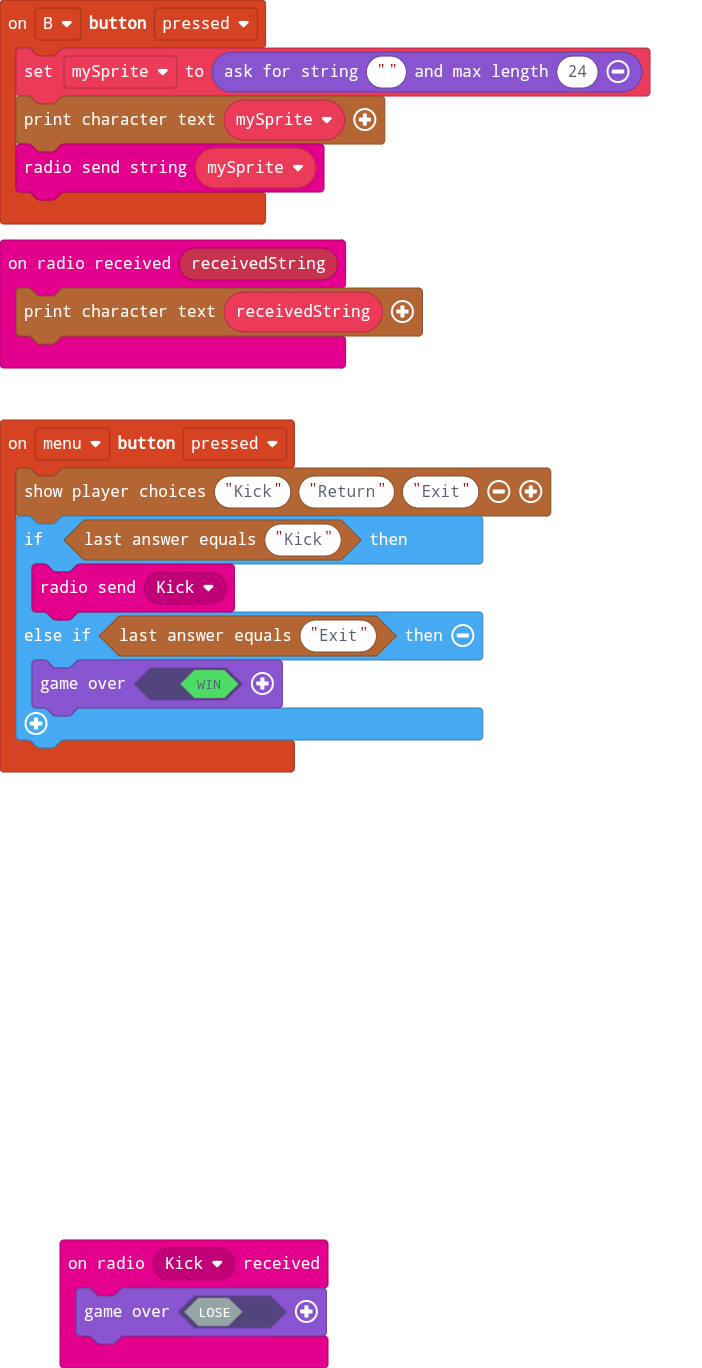 on B button pressed
set mySprite to ask for string "" and max length 24
print character text mySprite
radio send string mySprite
on radio received receivedString
print character text receivedString
on menu button pressed
show player choices "Kick" "Return" "Exit"
if last answer equals "Kick" then
radio send Kick
else if last answer equals "Exit" then
game over WIN
on radio Kick received
game over LOSE